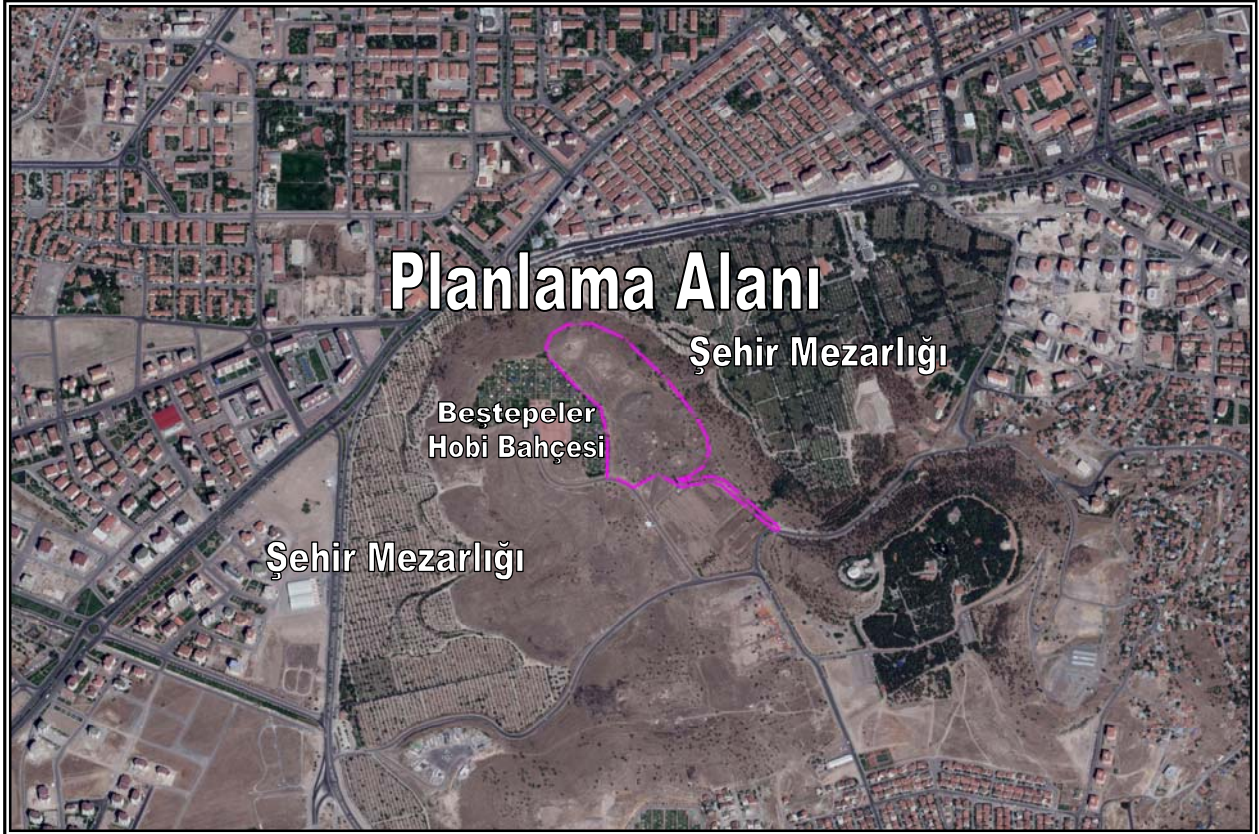 Planlama Alanı
Şehir Mezarlığı
Beştepeler
Hobi Bahçesi
Şehir Mezarlığı